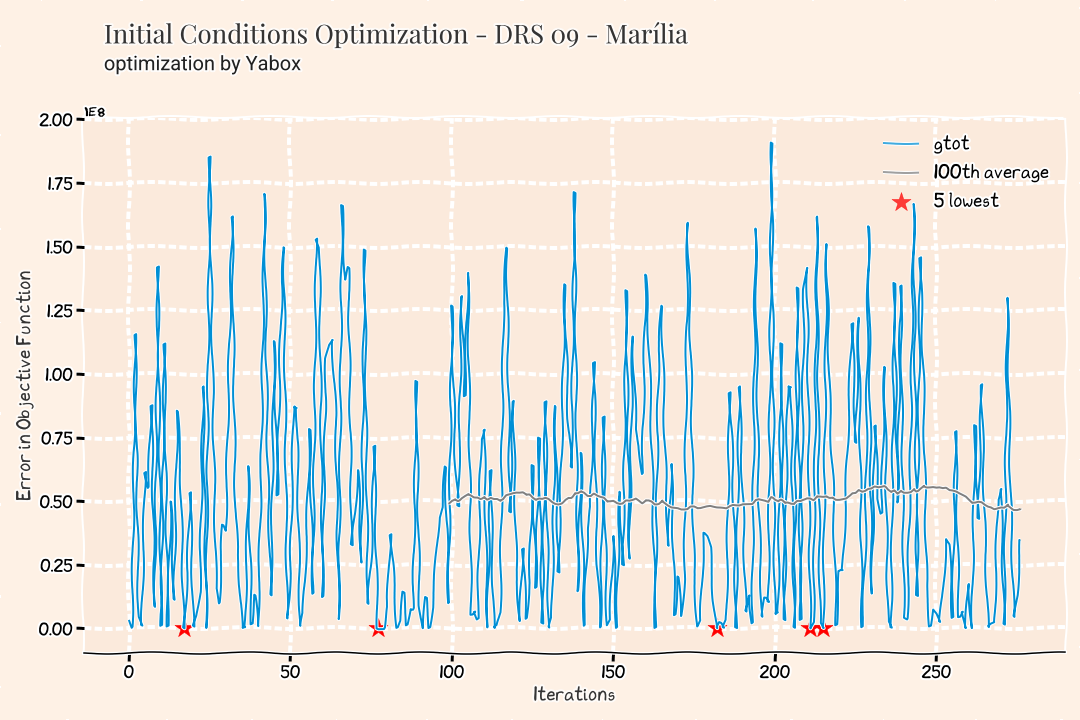 Initial Conditions Optimization - DRS 09 - Marília
optimization by Yabox
1E8
2.00
1.75
1.50
1.25
1.00
0.75
0.50
0.25
0.00
Error in Objective Function
gtot
100th average
5 lowest
0 50 100 150 200 250
Iterations